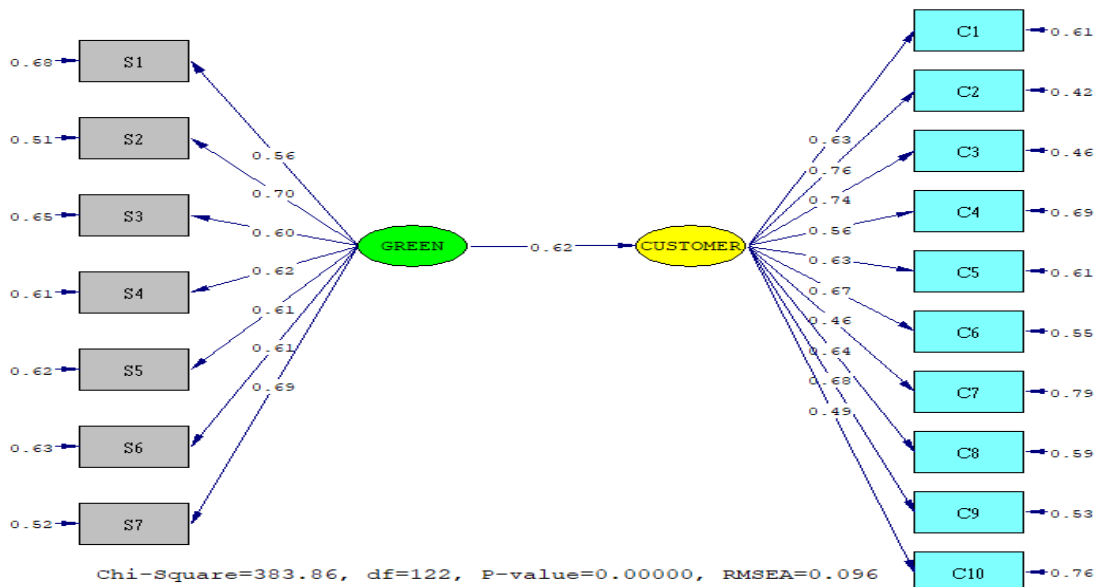 C1
0.61
0.68 S1
C2
0.42
0.51 S2
0.63
0.56
C3
0.46
0.76
0.70
0.74
0.65 S3
0.60
C4
0.69
0.56
GREEN
0.62
CUSTOMER
0.62
0.63
C5
0.61
0.61 S4
0.67
0.61
0.46
C6
0.55
0.61
0.64
0.62 S5
0.68
0.69
C7
0.79
0.49
0.63 S6
C8
0.59
C9
0.53
0.52 S7
C10
0.76
Chi-Square=383.86, df=122, P-value=0.00000, RMSEA=0.096